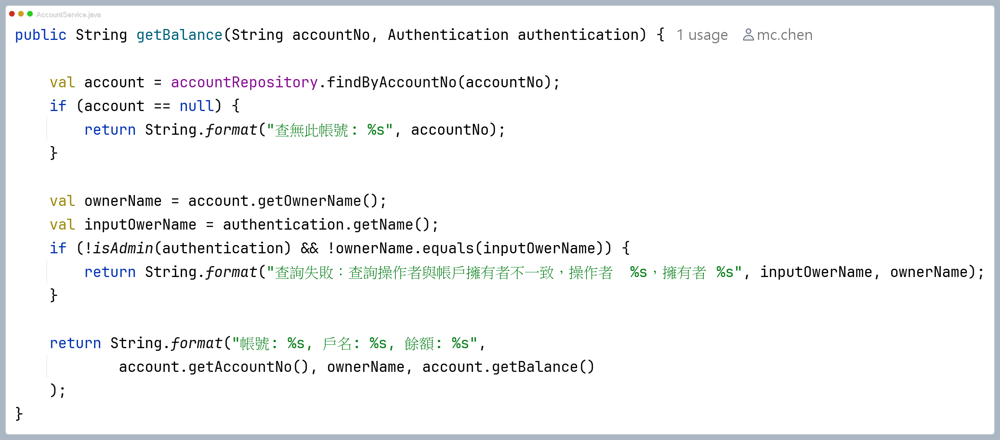 AccountService.java
public String getBalance(String accountNo, Authentication authentication) { 1 usage mc.chen
val account = accountRepository.findByAccountNo(accountNo);
if (account == null) {
return String.format("查無此帳號: %s", accountNo);
}
val ownerName = account.getOwnerName();
val inputOwerName = authentication.getName();
if (!isAdmin(authentication) && !ownerName.equals(inputOwerName)) {
return String.format("查詢失敗：查詢操作者與帳戶擁有者不一致，操作者  %s，擁有者 %s", inputOwerName, ownerName);
}
return String.format("帳號: %s, 戶名: %s, 餘額: %s",
account.getAccountNo(), ownerName, account.getBalance()
);
}